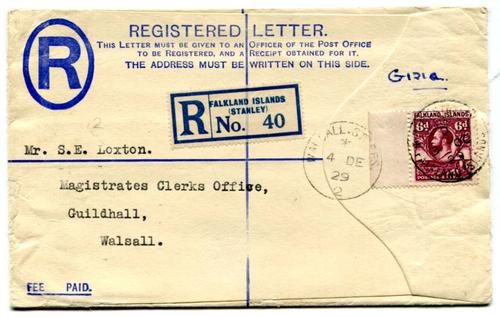 REGISTERED LETTER.
THIS LETTER MUST BE GIVEN TO AN OFFICER OF THE POST OFFICE
TO BE REGISTERED, AND A RECEIPT OBTAINED FOR IT.
THE ADDRESS MUST BE WRITTEN ON THIS SIDE.
R
R
FALKLAND ISLANDS
(STANLEY)
No. 40
FALKLAND ISLANDS
6d 6d
4 DE
29
2
Mr. S.E. Loxton.
Magistrates Clerks Office,
Guildhall,
Walsall.
FEE PAID.